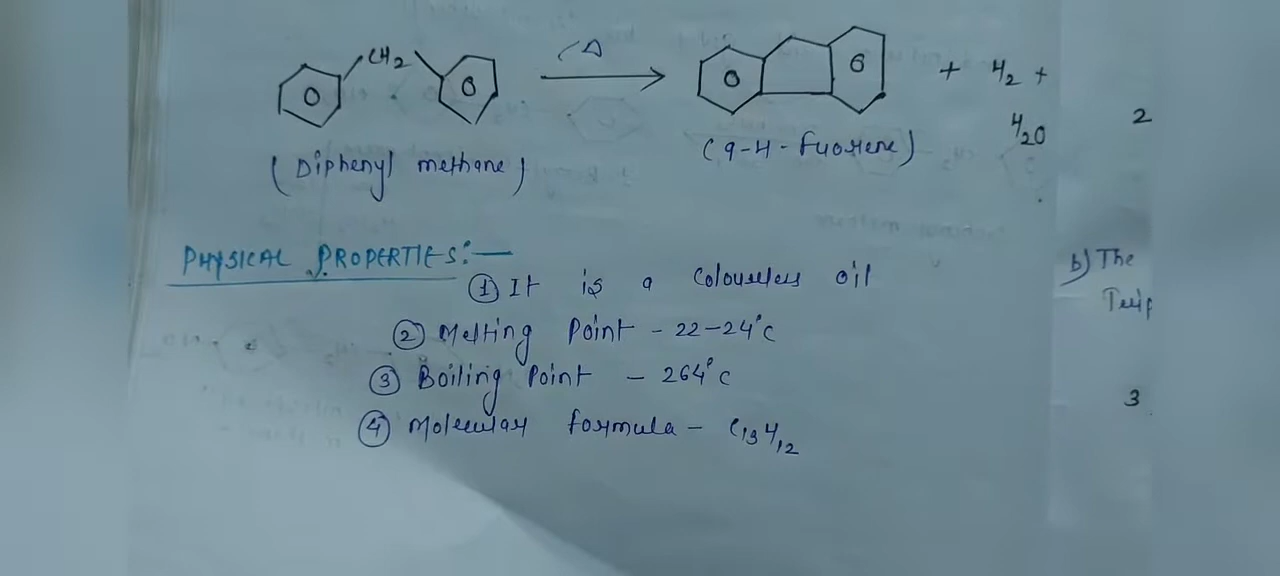 CH2 Δ + H2 +
H2O
(Diphenyl methane) (9-H-fuorene)
PHYSICAL PROPERTIES:—
① It is a colourless oil
② Melting Point - 22-24°C
③ Boiling Point - 264°C
④ Molecular formula - C13H12
2
b) The
3